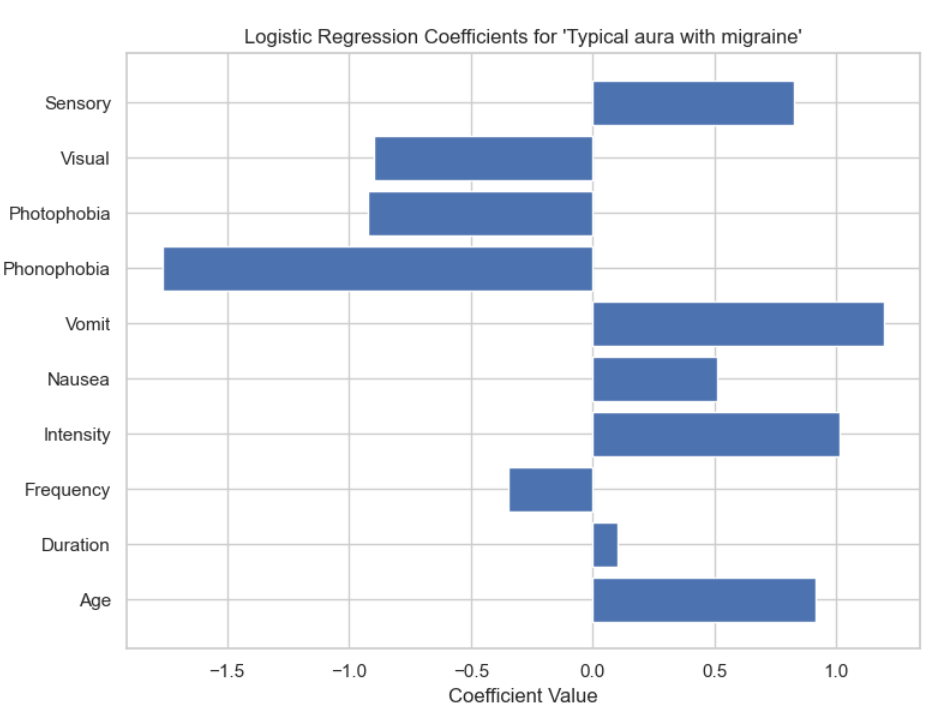 Logistic Regression Coefficients for 'Typical aura with migraine'
Sensory
Visual
Photophobia
Phonophobia
Vomit
Nausea
Intensity
Frequency
Duration
Age
−1.5 −1.0 −0.5 0.0 0.5 1.0
Coefficient Value